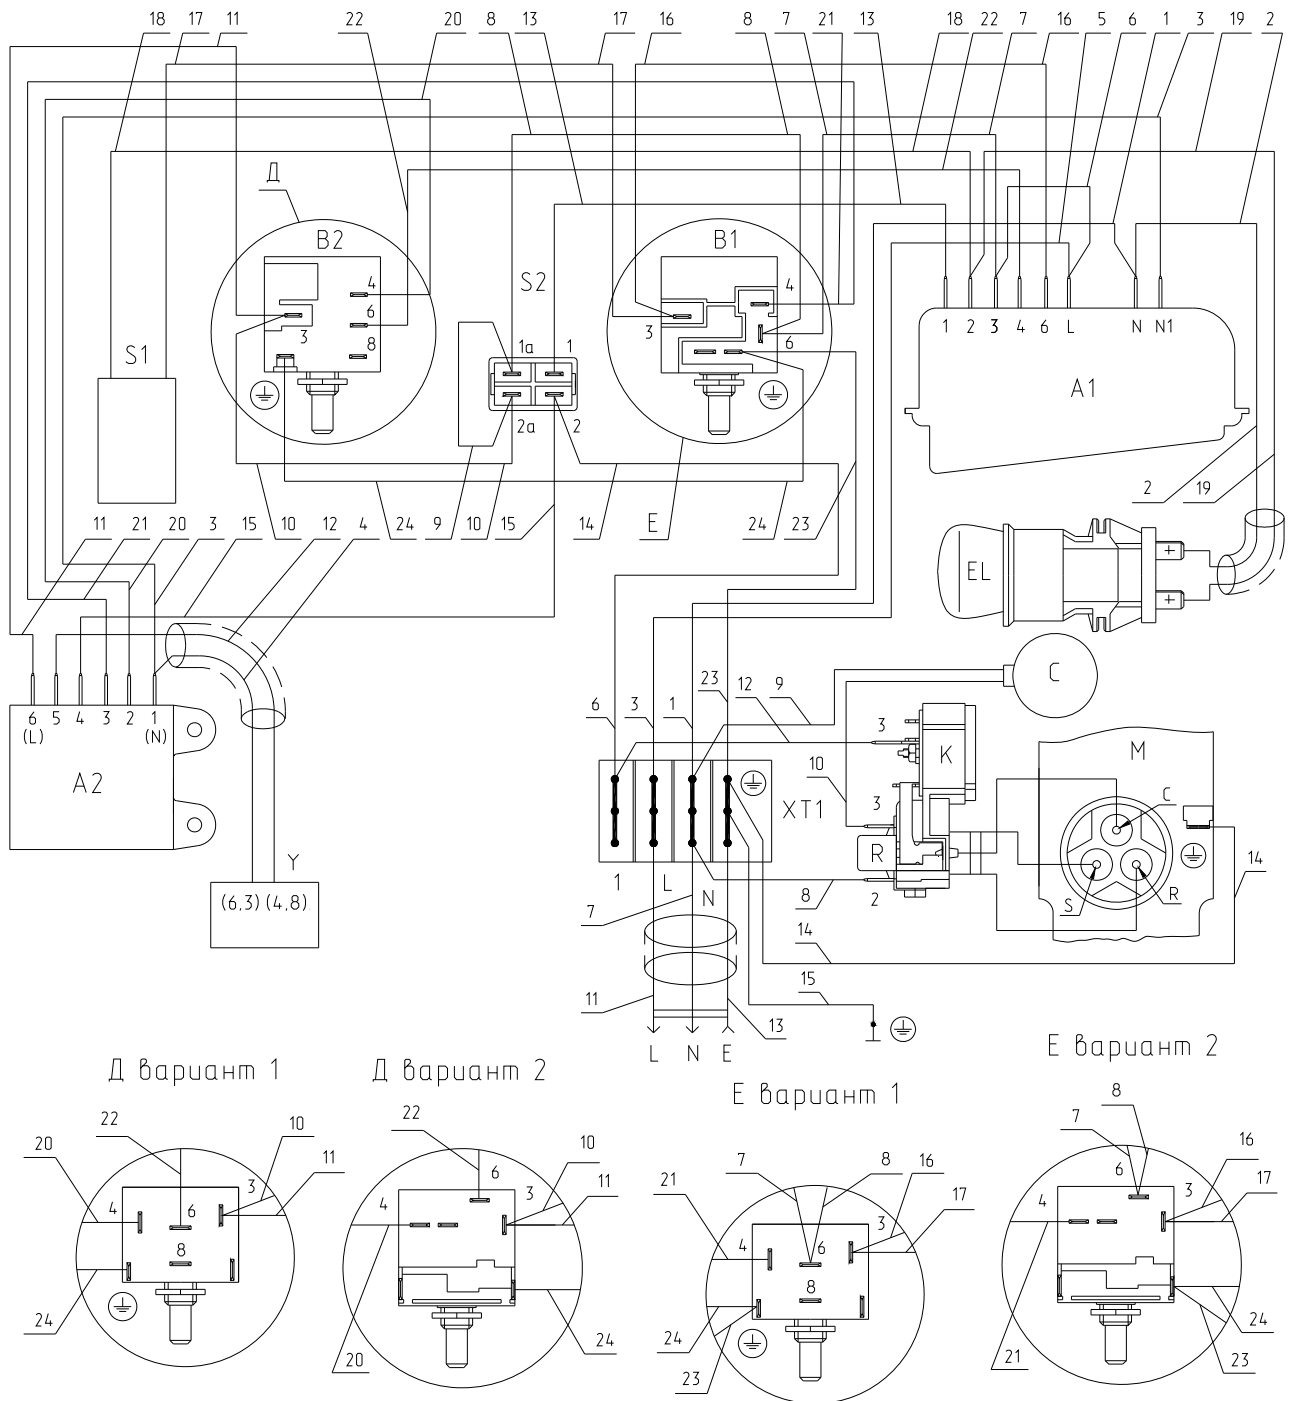 18 17 11 22 20 8 13 17 16 8 7 21 13 18 22 7 16 5 6 1 3 19 2
Д
B2 B1
S2
4
6
3
8
4
3
6
1 2 3 4 6 L N N1
S1
1a 1
2a 2
A1
2 19
11 21 20 3 15 12 4 10 24 9 10 15 14 E 24 23
EL
C
6 5 4 3 2 1
(L) (N)
A2
6 3 1 23 12 9
3
K
M
10
3
XT1
C
R
S R
1 L N
2
8
14
7
Y
(6,3) (4,8)
14
11
15
13
L N E
Д вариант 1
Д вариант 2
E вариант 1
E вариант 2
20 22 10 11
4 6 3
8
24
22 10 11
6
4 3
20 24
21 7 8 16 17
4 6 3
8
24
23
7 8 16 17
6
4 3
21 24
23